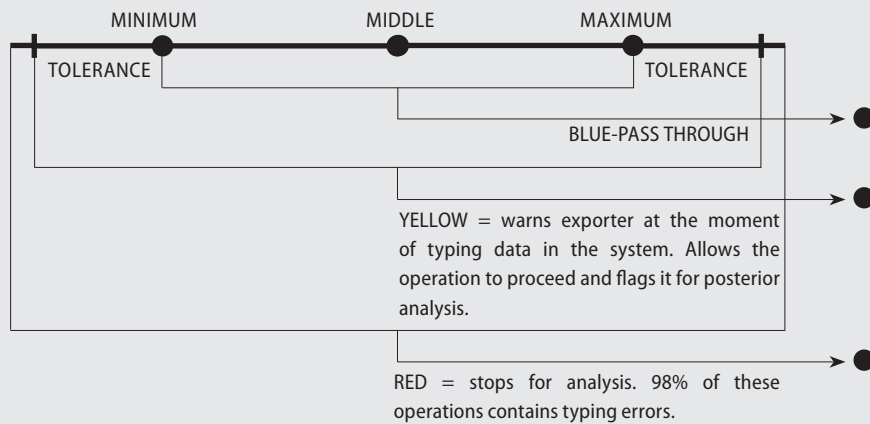 MINIMUM MIDDLE MAXIMUM
TOLERANCE TOLERANCE
BLUE-PASS THROUGH
YELLOW = warns exporter at the moment
of typing data in the system. Allows the
operation to proceed and flags it for posterior
analysis.
RED = stops for analysis. 98% of these
operations contains typing errors.